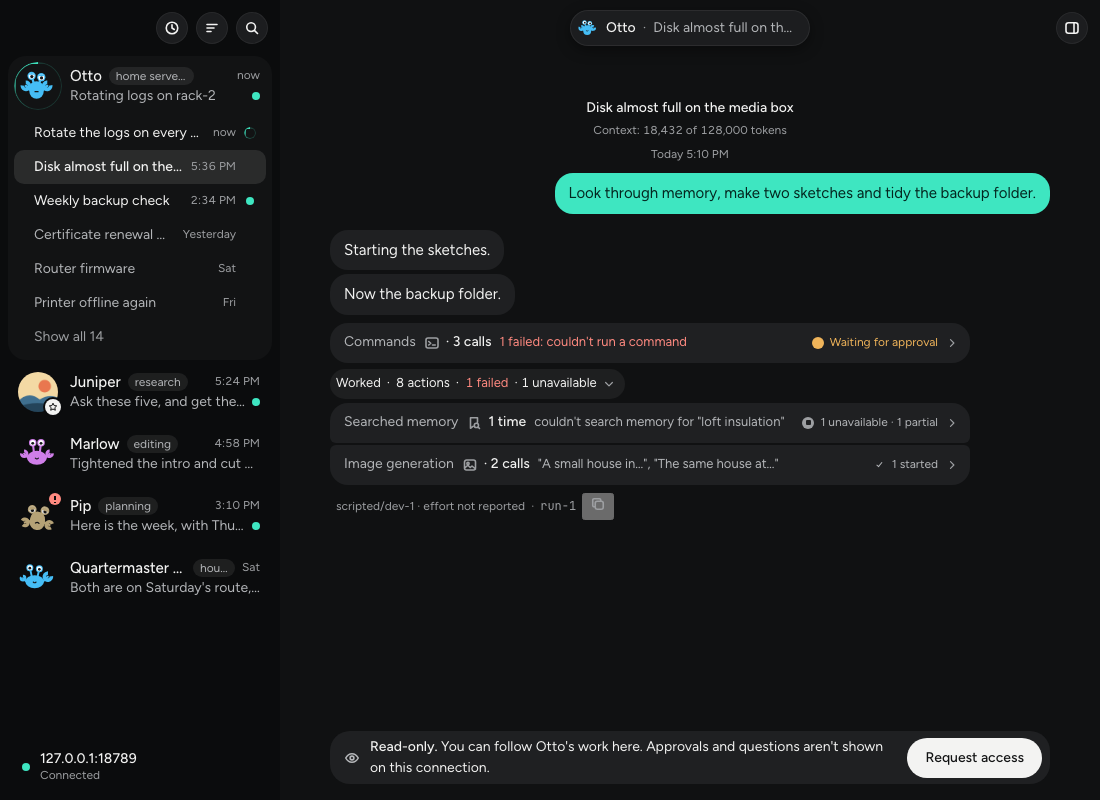 Otto · Disk almost full on th...
Otto home serve... now
Rotating logs on rack-2
Rotate the logs on every ... now
Disk almost full on the... 5:36 PM
Weekly backup check 2:34 PM
Certificate renewal ... Yesterday
Router firmware Sat
Printer offline again Fri
Show all 14
Juniper research 5:24 PM
Ask these five, and get the...
Marlow editing 4:58 PM
Tightened the intro and cut ...
Pip planning 3:10 PM
Here is the week, with Thu...
Quartermaster ... hou... Sat
Both are on Saturday's route,...
127.0.0.1:18789
Connected
Disk almost full on the media box
Context: 18,432 of 128,000 tokens
Today 5:10 PM
Look through memory, make two sketches and tidy the backup folder.
Starting the sketches.
Now the backup folder.
Commands · 3 calls 1 failed: couldn't run a command Waiting for approval
Worked · 8 actions · 1 failed · 1 unavailable
Searched memory 1 time couldn't search memory for "loft insulation" 1 unavailable · 1 partial
Image generation · 2 calls "A small house in...", "The same house at..." 1 started
scripted/dev-1 · effort not reported · run-1
Read-only. You can follow Otto's work here. Approvals and questions aren't shown
on this connection.
Request access